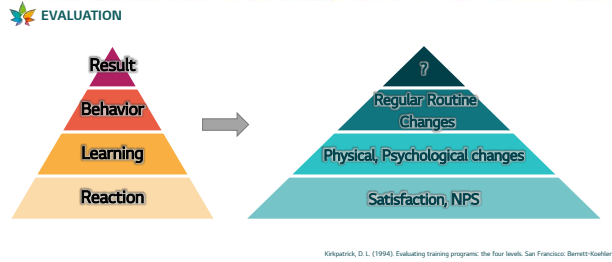 EVALUATION
Result
Behavior
Learning
Reaction
?
Regular Routine
Changes
Physical, Psychological changes
Satisfaction, NPS
Kirkpatrick, D. L. (1994). Evaluating training programs: the four levels. San Francisco: Berrett-Koehler